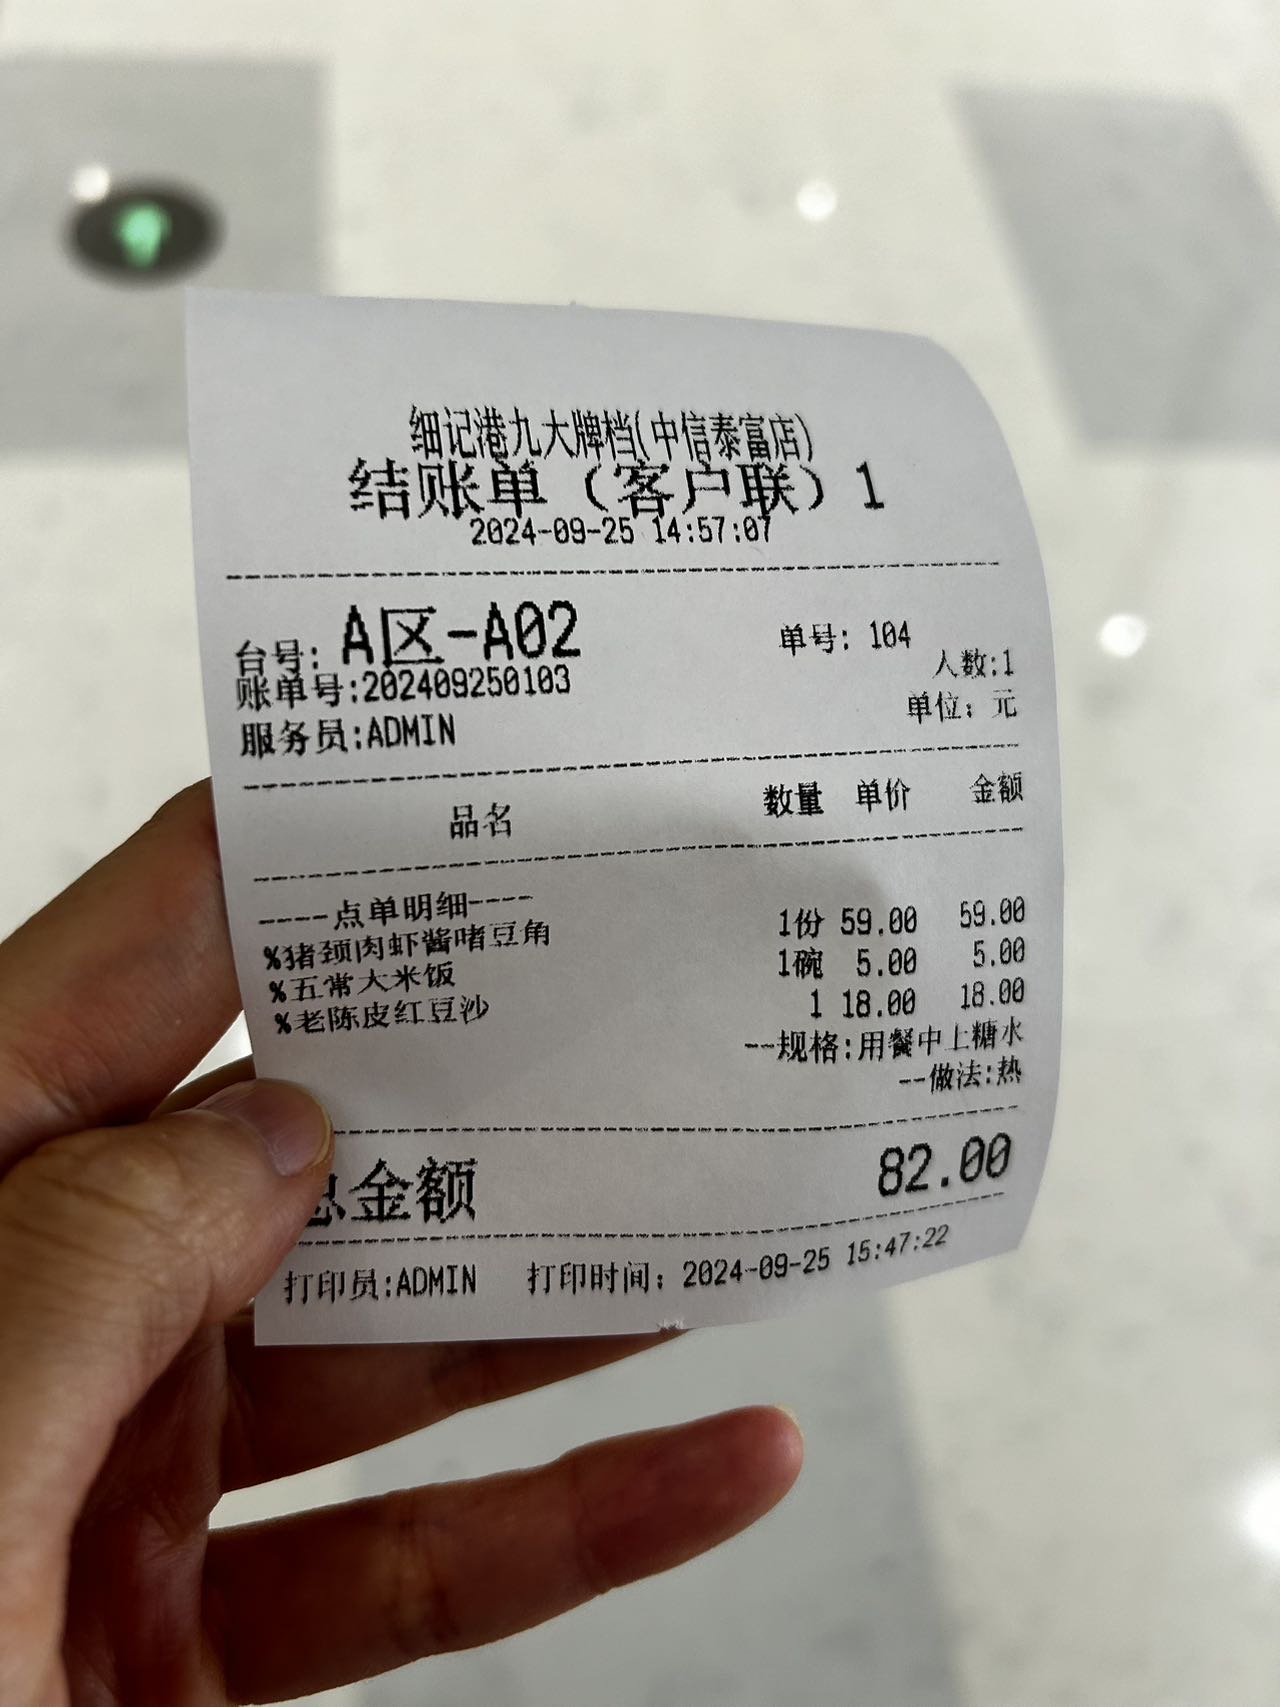 细记港九大牌档(中信泰富店)
结账单（客户联）1
2024-09-25 14:57:07
台号: A区-A02 单号: 104
人数:1
账单号:202409250103
单位: 元
服务员:ADMIN
品名 数量 单价 金额
----点单明细----
%猪颈肉虾酱啫豆角 1份 59.00 59.00
%五常大米饭 1碗 5.00 5.00
%老陈皮红豆沙 1 18.00 18.00
--规格:用餐中上糖水
--做法:热
总金额 82.00
打印员:ADMIN 打印时间: 2024-09-25 15:47:22